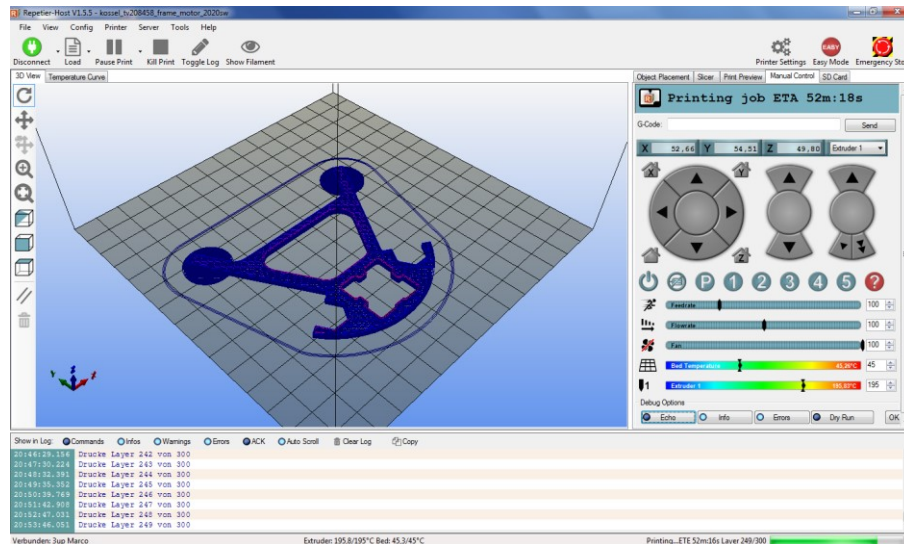 Repetier-Host V1.5.5 - kossel_tv208458_frame_motor_2020sw
File View Config Printer Server Tools Help
Disconnect Load Pause Print Kill Print Toggle Log Show Filament Printer Settings Easy Mode Emergency Sto
EASY
3D View Temperature Curve
Object Placement Slicer Print Preview Manual Control SD Card
Printing job ETA 52m:18s
G-Code: Send
X 52,66 Y 54,51 Z 49,80 Extruder 1
X Y
Z
P 1 2 3 4 5 ?
Feedrate 100
Flowrate 100
Fan 100
Bed Temperature 45
1 Extruder 1 195
Debug Options
Echo Info Errors Dry Run OK
Show in Log: Commands Infos Warnings Errors ACK Auto Scroll Clear Log Copy
20:46:29.156 Drucke Layer 242 von 300
20:47:30.224 Drucke Layer 243 von 300
20:48:32.391 Drucke Layer 244 von 300
20:49:35.352 Drucke Layer 245 von 300
20:50:39.769 Drucke Layer 246 von 300
20:51:42.908 Drucke Layer 247 von 300
20:52:47.031 Drucke Layer 248 von 300
20:53:46.051 Drucke Layer 249 von 300
Verbunden: 3up Marco Extruder: 195.8/195°C Bed: 45.3/45°C Printing...ETE 52m:16s Layer 249/300